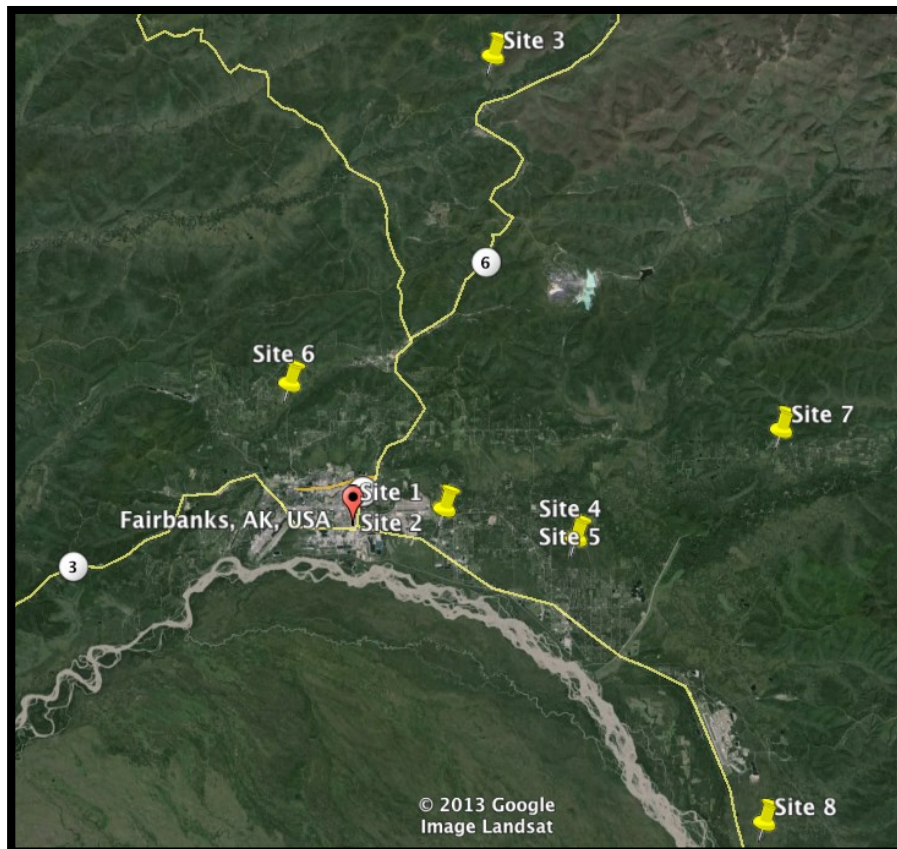 Site 3
6
Site 6
Site 7
Site 1
Site 4
Fairbanks, AK, USA
Site 2
Site 5
3
© 2013 Google
Image Landsat
Site 8